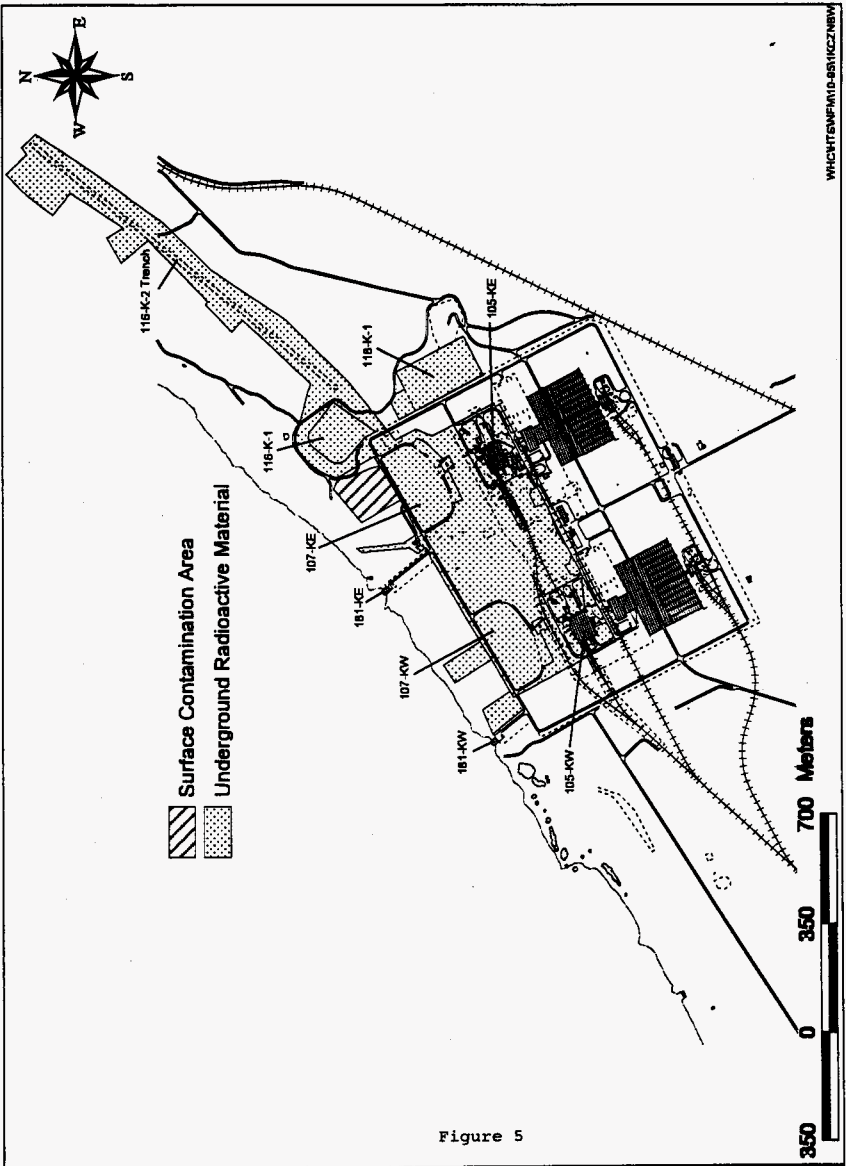 N
E
S
W
Surface Contamination Area
Underground Radioactive Material
116-K-2 Trench
116-K-1
118-K-1
105-KE
107-KE
181-KE
107-KW
181-KW
105-KW
350 0 350 700 Meters
Figure 5